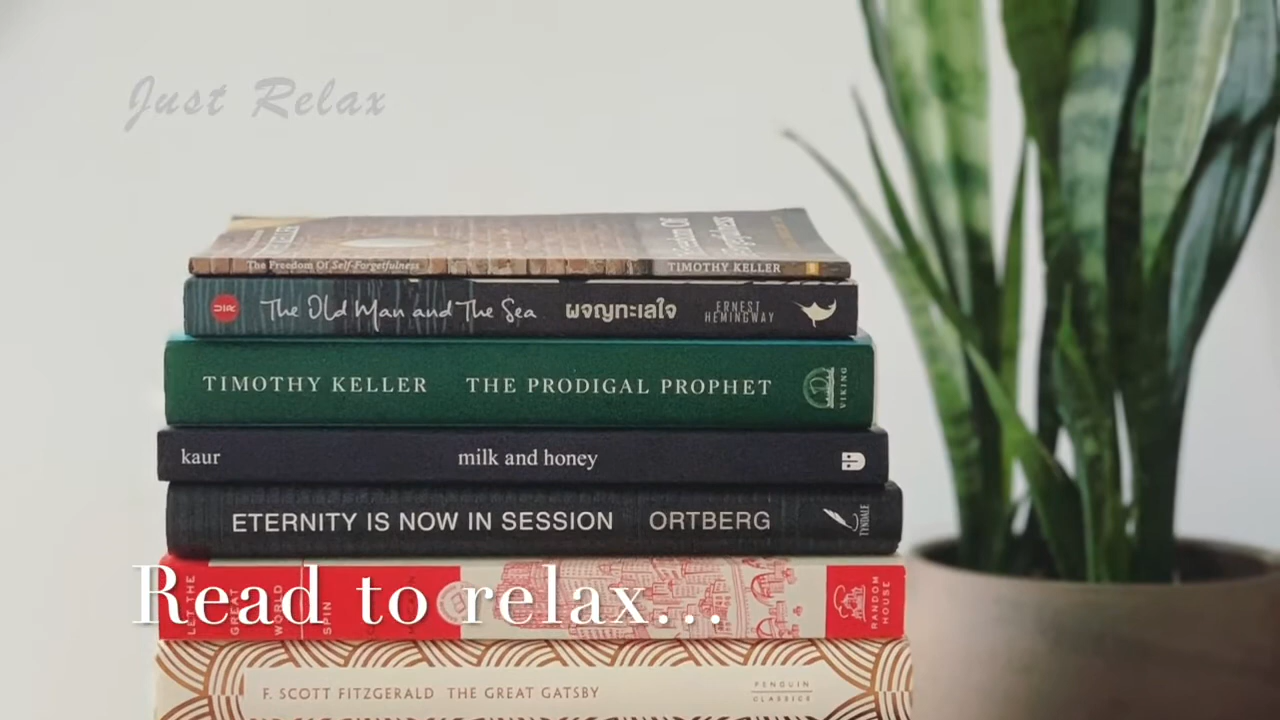 Just Relax
The Freedom Of Self-Forgetfulness TIMOTHY KELLER
The Old Man and The Sea ผจญทะเลใจ ERNEST HEMINGWAY
TIMOTHY KELLER THE PRODIGAL PROPHET VIKING
kaur milk and honey
ETERNITY IS NOW IN SESSION ORTBERG TYNDALE
LET THE GREAT WORLD SPIN RANDOM HOUSE
Read to relax...
F. SCOTT FITZGERALD THE GREAT GATSBY PENGUIN CLASSICS